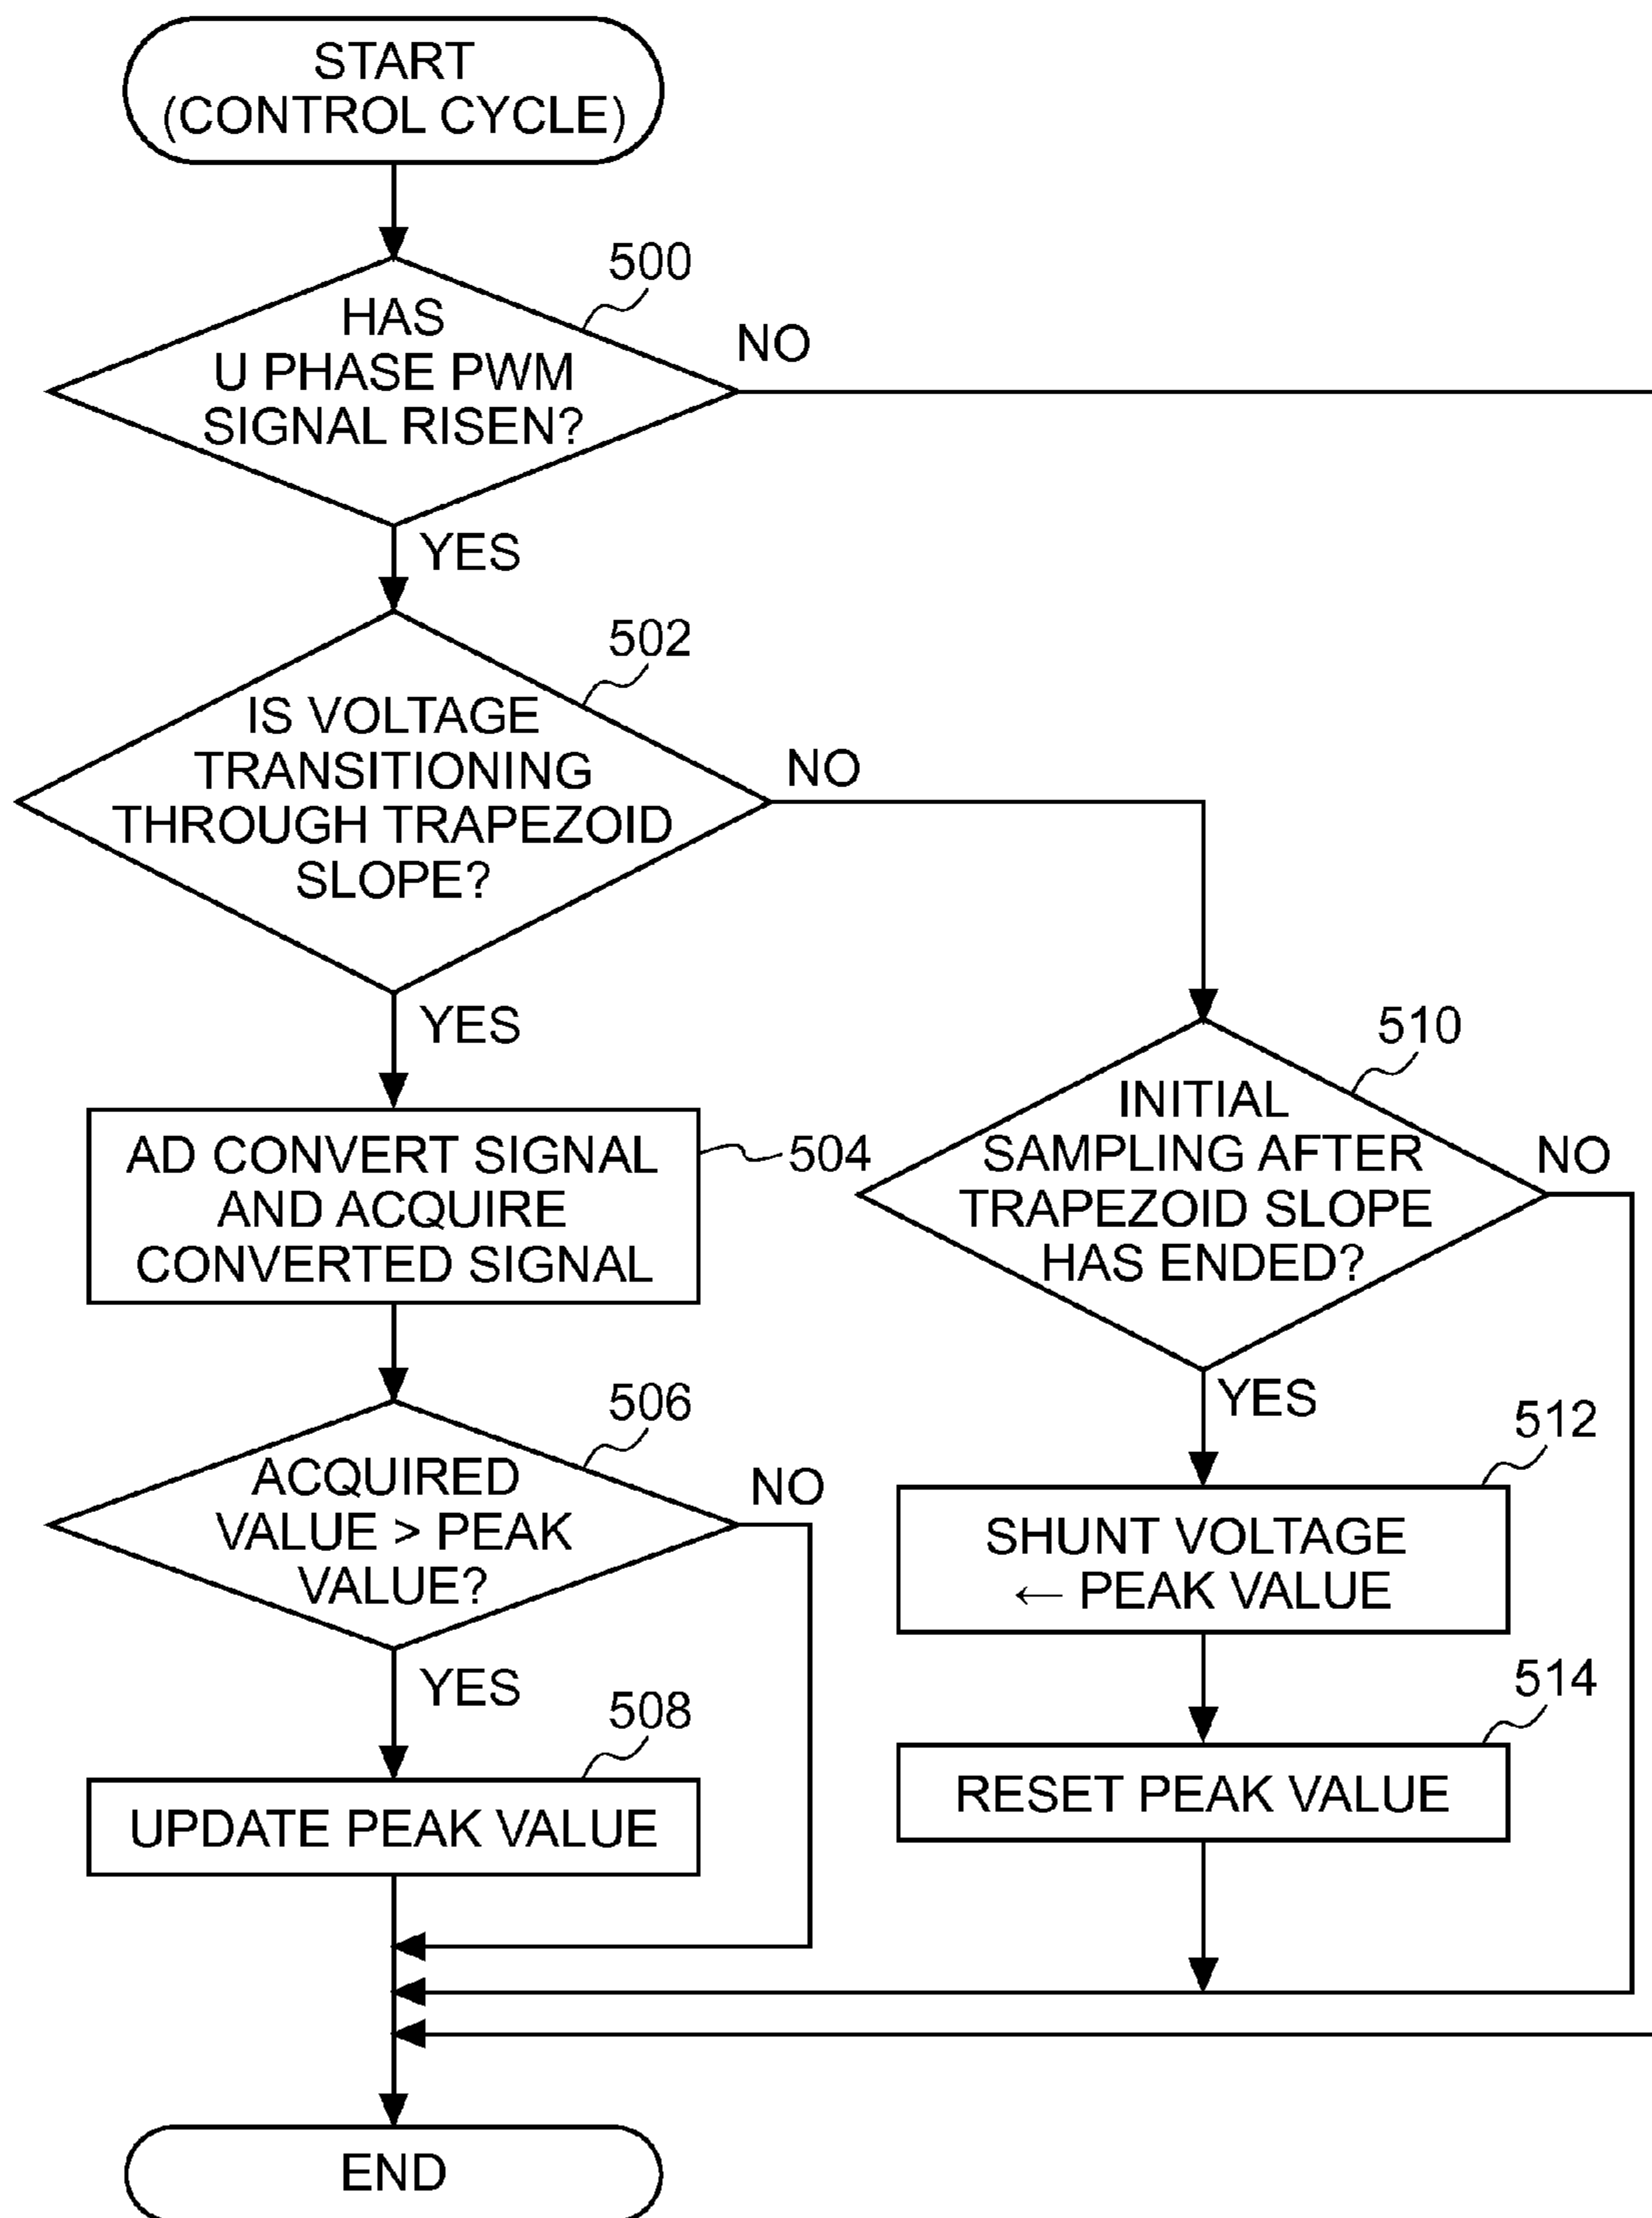 START
(CONTROL CYCLE)
500
HAS
U PHASE PWM
SIGNAL RISEN?
NO
YES
502
IS VOLTAGE
TRANSITIONING
THROUGH TRAPEZOID
SLOPE?
NO
YES
504
AD CONVERT SIGNAL
AND ACQUIRE
CONVERTED SIGNAL
506
ACQUIRED
VALUE > PEAK
VALUE?
NO
YES
508
UPDATE PEAK VALUE
510
INITIAL
SAMPLING AFTER
TRAPEZOID SLOPE
HAS ENDED?
NO
YES
512
SHUNT VOLTAGE
← PEAK VALUE
514
RESET PEAK VALUE
END